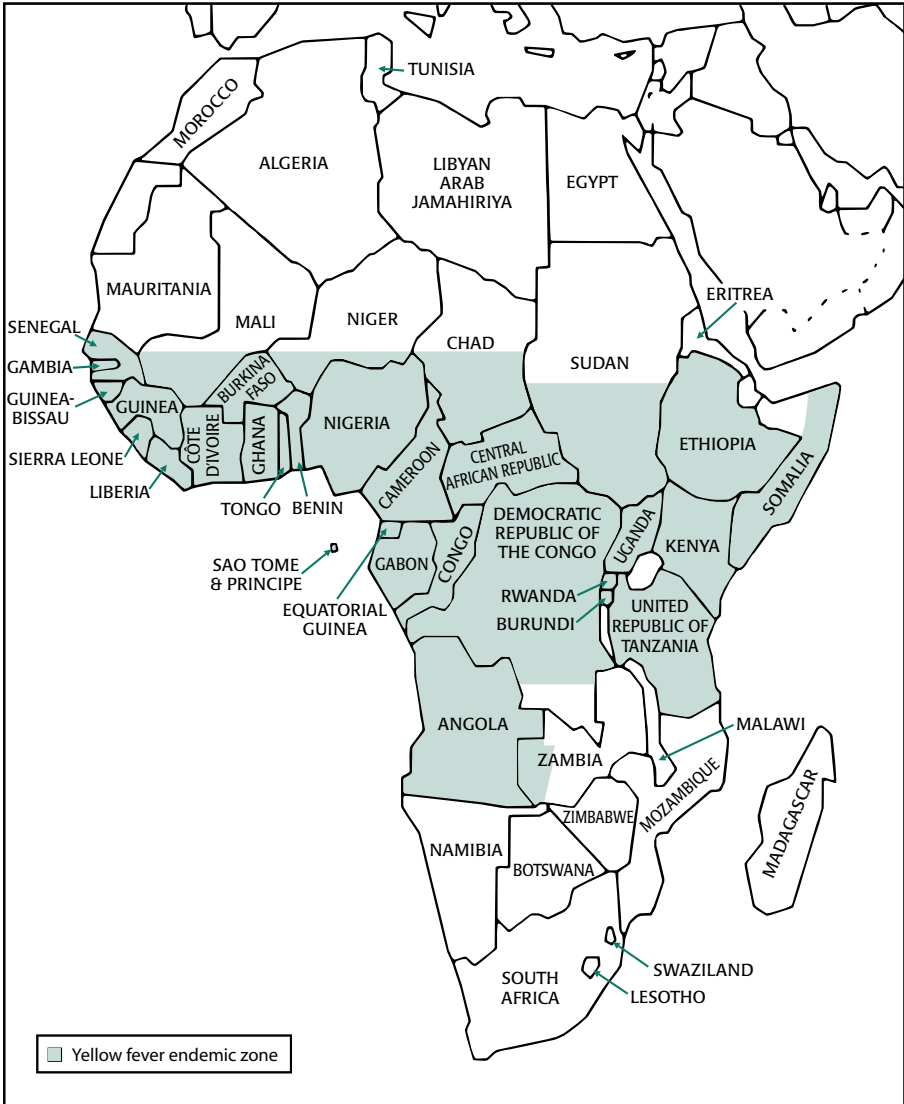 TUNISIA
MOROCCO
ALGERIA
LIBYAN
ARAB
JAMAHIRIYA
EGYPT
MAURITANIA
MALI
NIGER
CHAD
SUDAN
ERITREA
SENEGAL
GAMBIA
GUINEA-
BISSAU
GUINEA
SIERRA LEONE
LIBERIA
CÔTE
D'IVOIRE
BURKINA
FASO
GHANA
TONGO
BENIN
NIGERIA
CAMEROON
CENTRAL
AFRICAN REPUBLIC
ETHIOPIA
SOMALIA
SAO TOME
& PRINCIPE
EQUATORIAL
GUINEA
GABON
CONGO
DEMOCRATIC
REPUBLIC OF
THE CONGO
UGANDA
KENYA
RWANDA
BURUNDI
UNITED
REPUBLIC OF
TANZANIA
ANGOLA
ZAMBIA
MALAWI
MOZAMBIQUE
ZIMBABWE
MADAGASCAR
NAMIBIA
BOTSWANA
SOUTH
AFRICA
SWAZILAND
LESOTHO
Yellow fever endemic zone